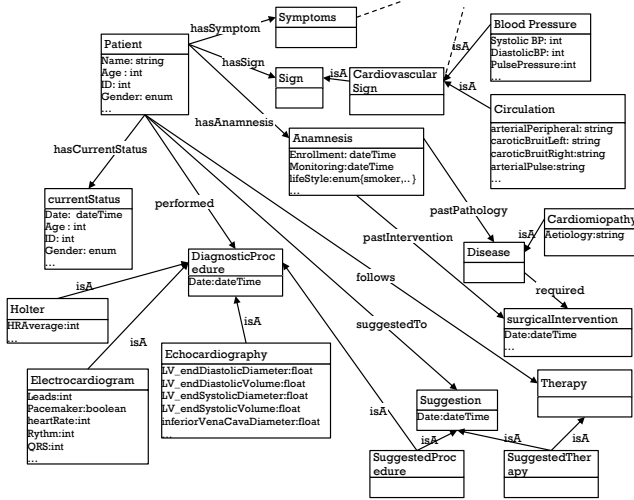 Symptoms
hasSymptom
Patient
Name: string
Age : int
ID: int
Gender: enum
...
hasSign
Sign
isA
Cardiovascular
Sign
isA
Blood Pressure
Systolic BP: int
DiastolicBP: int
PulsePressure:int
...
isA
Circulation
arterialPeripheral: string
caroticBruitLeft: string
caroticBruitRight:string
arterialPulse:string
...
hasAnamnesis
Anamnesis
Enrollment: dateTime
Monitoring:dateTime
lifeStyle:enum{smoker,.. }
...
hasCurrentStatus
currentStatus
Date: dateTime
Age : int
ID: int
Gender: enum
...
performed
pastPathology
Cardiomiopathy
Aetiology:string
isA
pastIntervention
Disease
DiagnosticProc
edure
Date:dateTime
follows
required
isA
Holter
HRAverage:int
suggestedTo
surgicalIntervention
Date:dateTime
...
isA
isA
Echocardiography
LV_endDiastolicDiameter:float
LV_endDiastolicVolume:float
LV_endSystolicDiameter:float
LV_endSystolicVolume:float
inferiorVenaCavaDiameter:float
...
Electrocardiogram
Leads:int
Pacemaker:boolean
heartRate:int
Rythm:int
QRS:int
...
Therapy
Suggestion
Date:dateTime
isA
isA
isA
isA
SuggestedProc
edure
SuggestedTher
apy